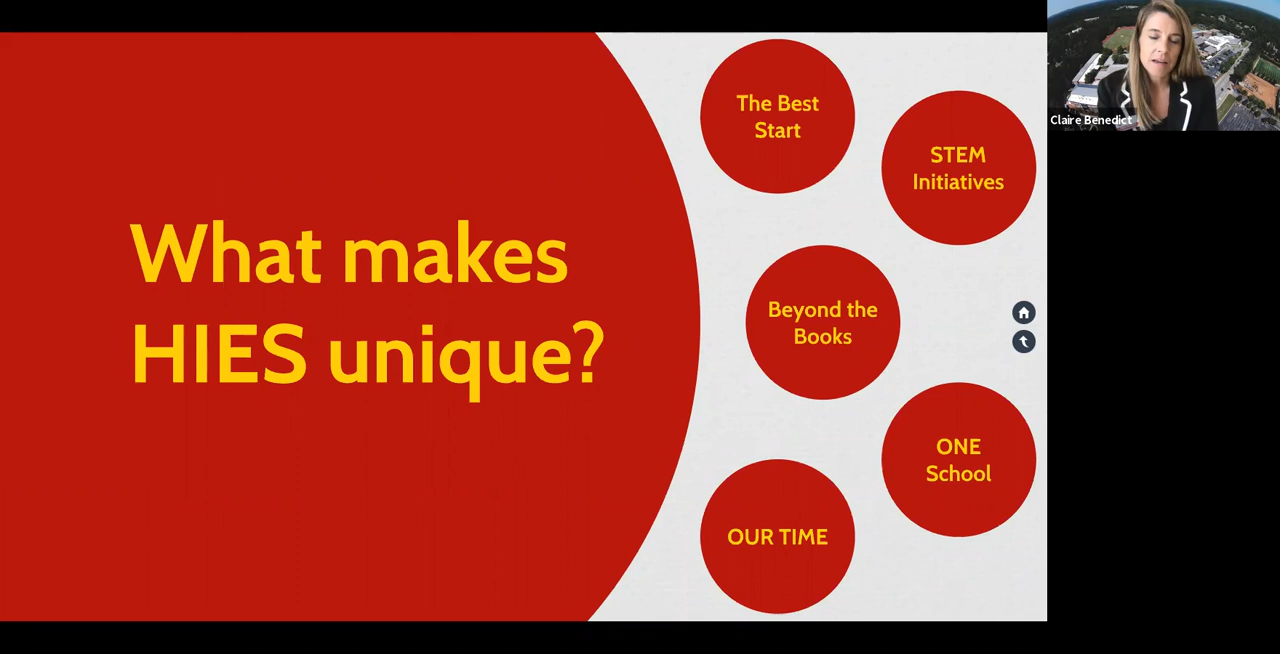 What makes
HIES unique?
The Best
Start
STEM
Initiatives
Beyond the
Books
ONE
School
OUR TIME
Claire Benedict